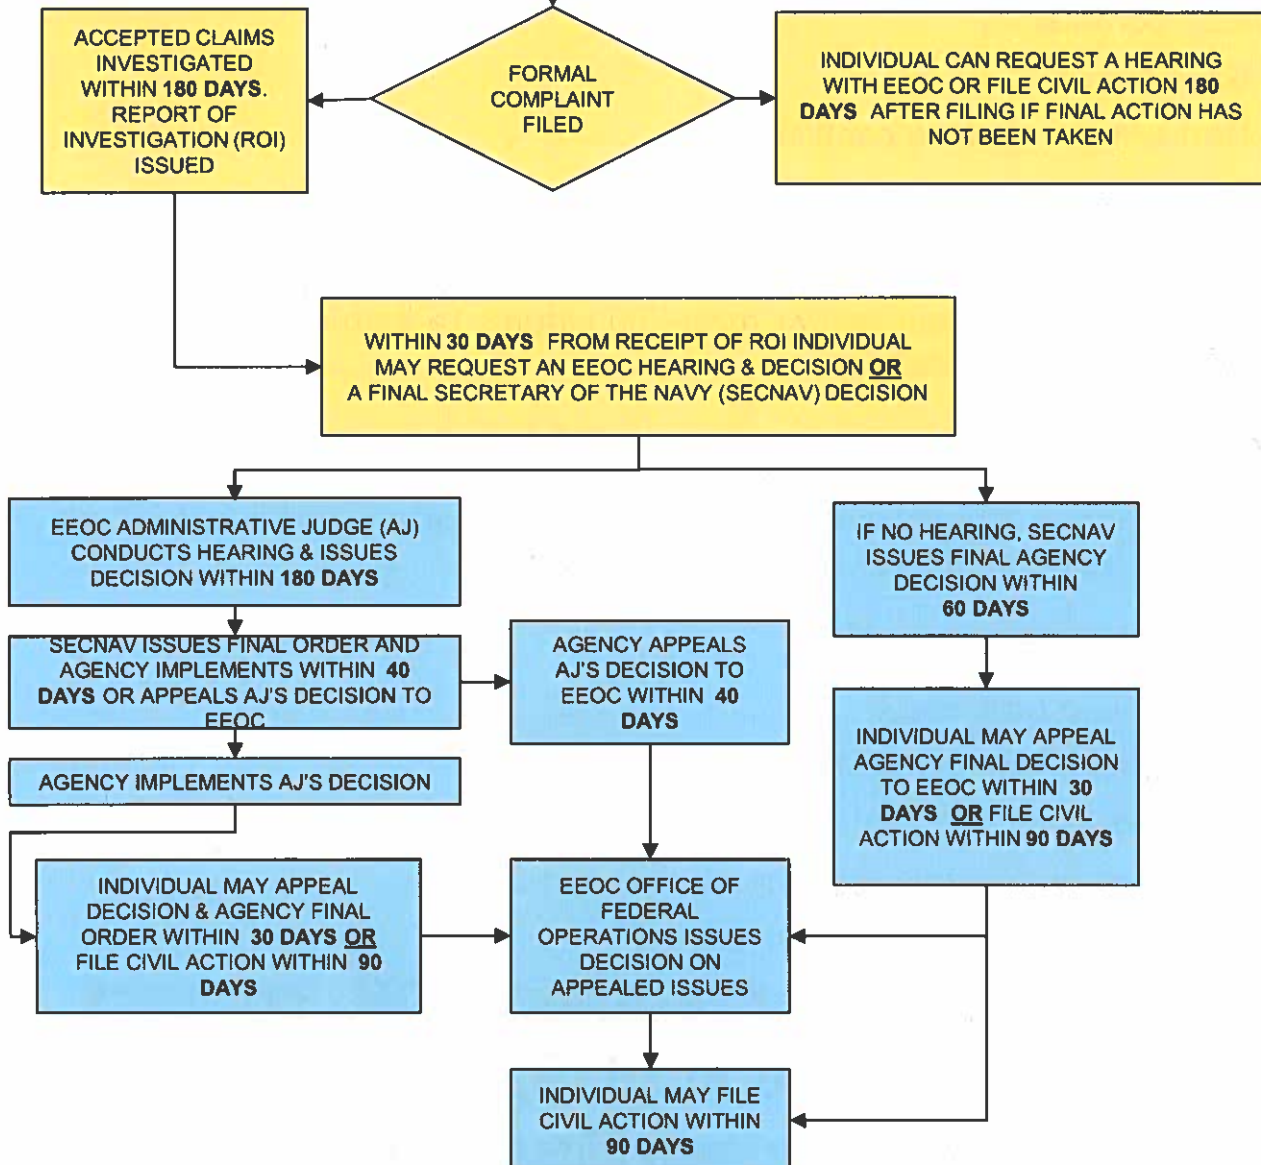 ACCEPTED CLAIMS
INVESTIGATED
WITHIN 180 DAYS.
REPORT OF
INVESTIGATION (ROI)
ISSUED
FORMAL
COMPLAINT
FILED
INDIVIDUAL CAN REQUEST A HEARING
WITH EEOC OR FILE CIVIL ACTION 180
DAYS AFTER FILING IF FINAL ACTION HAS
NOT BEEN TAKEN
WITHIN 30 DAYS FROM RECEIPT OF ROI INDIVIDUAL
MAY REQUEST AN EEOC HEARING & DECISION OR
A FINAL SECRETARY OF THE NAVY (SECNAV) DECISION
EEOC ADMINISTRATIVE JUDGE (AJ)
CONDUCTS HEARING & ISSUES
DECISION WITHIN 180 DAYS
IF NO HEARING, SECNAV
ISSUES FINAL AGENCY
DECISION WITHIN
60 DAYS
SECNAV ISSUES FINAL ORDER AND
AGENCY IMPLEMENTS WITHIN 40
DAYS OR APPEALS AJ'S DECISION TO
EEOC
AGENCY APPEALS
AJ'S DECISION TO
EEOC WITHIN 40
DAYS
INDIVIDUAL MAY APPEAL
AGENCY FINAL DECISION
TO EEOC WITHIN 30
DAYS OR FILE CIVIL
ACTION WITHIN 90 DAYS
AGENCY IMPLEMENTS AJ'S DECISION
INDIVIDUAL MAY APPEAL
DECISION & AGENCY FINAL
ORDER WITHIN 30 DAYS OR
FILE CIVIL ACTION WITHIN 90
DAYS
EEOC OFFICE OF
FEDERAL
OPERATIONS ISSUES
DECISION ON
APPEALED ISSUES
INDIVIDUAL MAY FILE
CIVIL ACTION WITHIN
90 DAYS